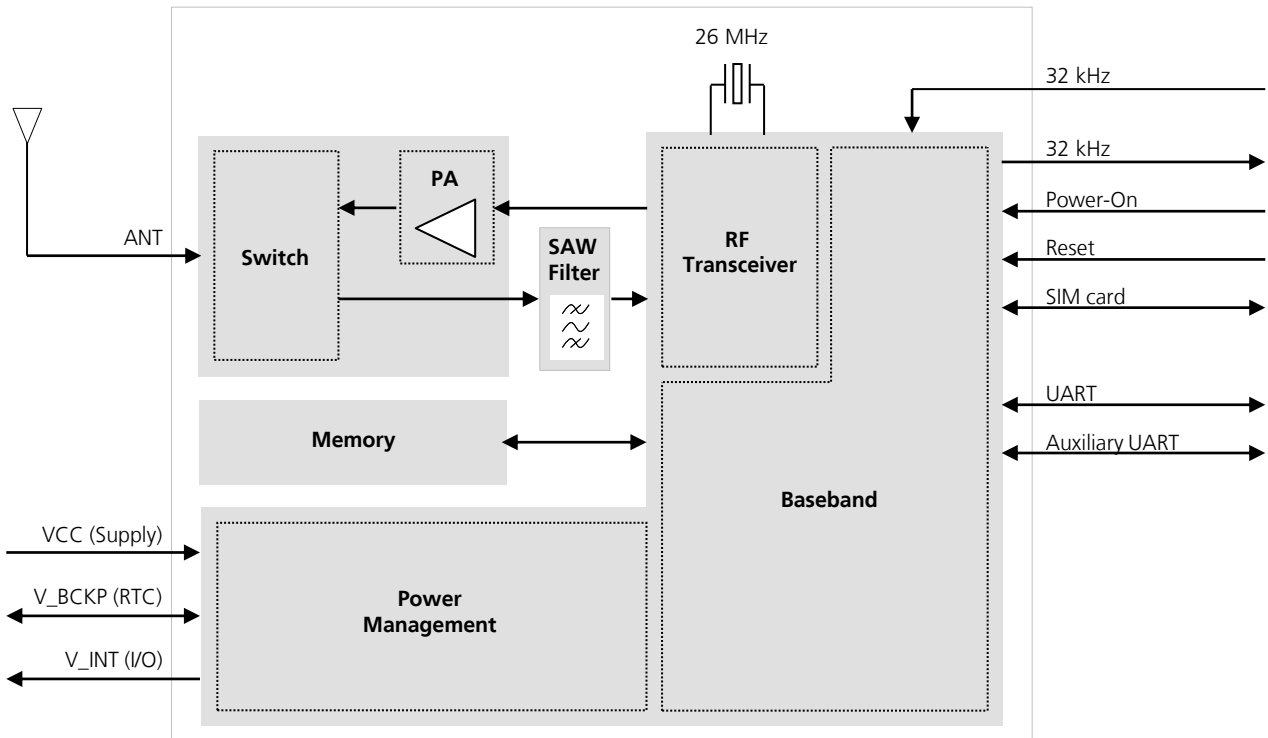 26 MHz
32 kHz
32 kHz
Power-On
Reset
SIM card
UART
Auxiliary UART
ANT
Switch
PA
SAW
Filter
RF
Transceiver
Memory
Baseband
VCC (Supply)
V_BCKP (RTC)
V_INT (I/O)
Power
Management